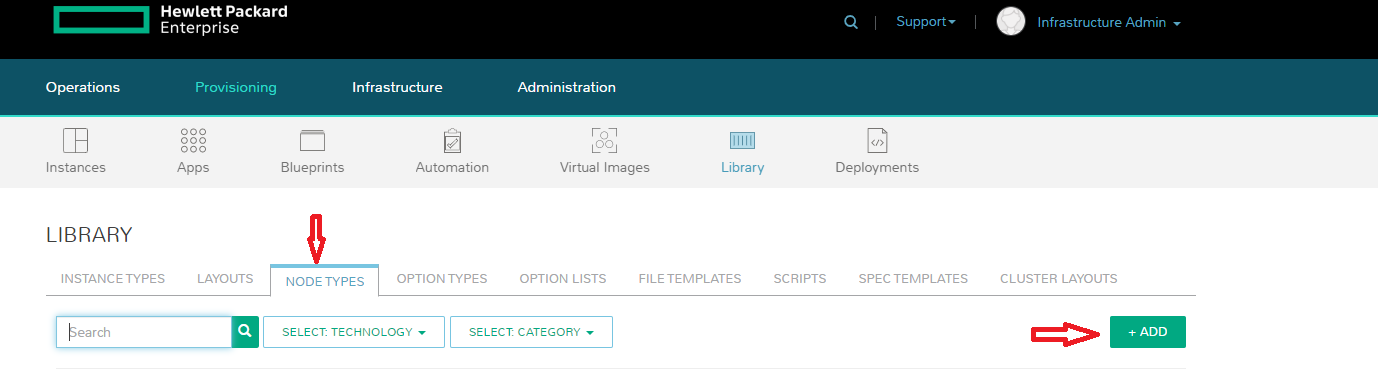 Hewlett Packard
Enterprise
Support
Infrastructure Admin
Operations Provisioning Infrastructure Administration
Instances Apps Blueprints Automation Virtual Images Library Deployments
LIBRARY
INSTANCE TYPES LAYOUTS NODE TYPES OPTION TYPES OPTION LISTS FILE TEMPLATES SCRIPTS SPEC TEMPLATES CLUSTER LAYOUTS
Search SELECT: TECHNOLOGY SELECT: CATEGORY + ADD